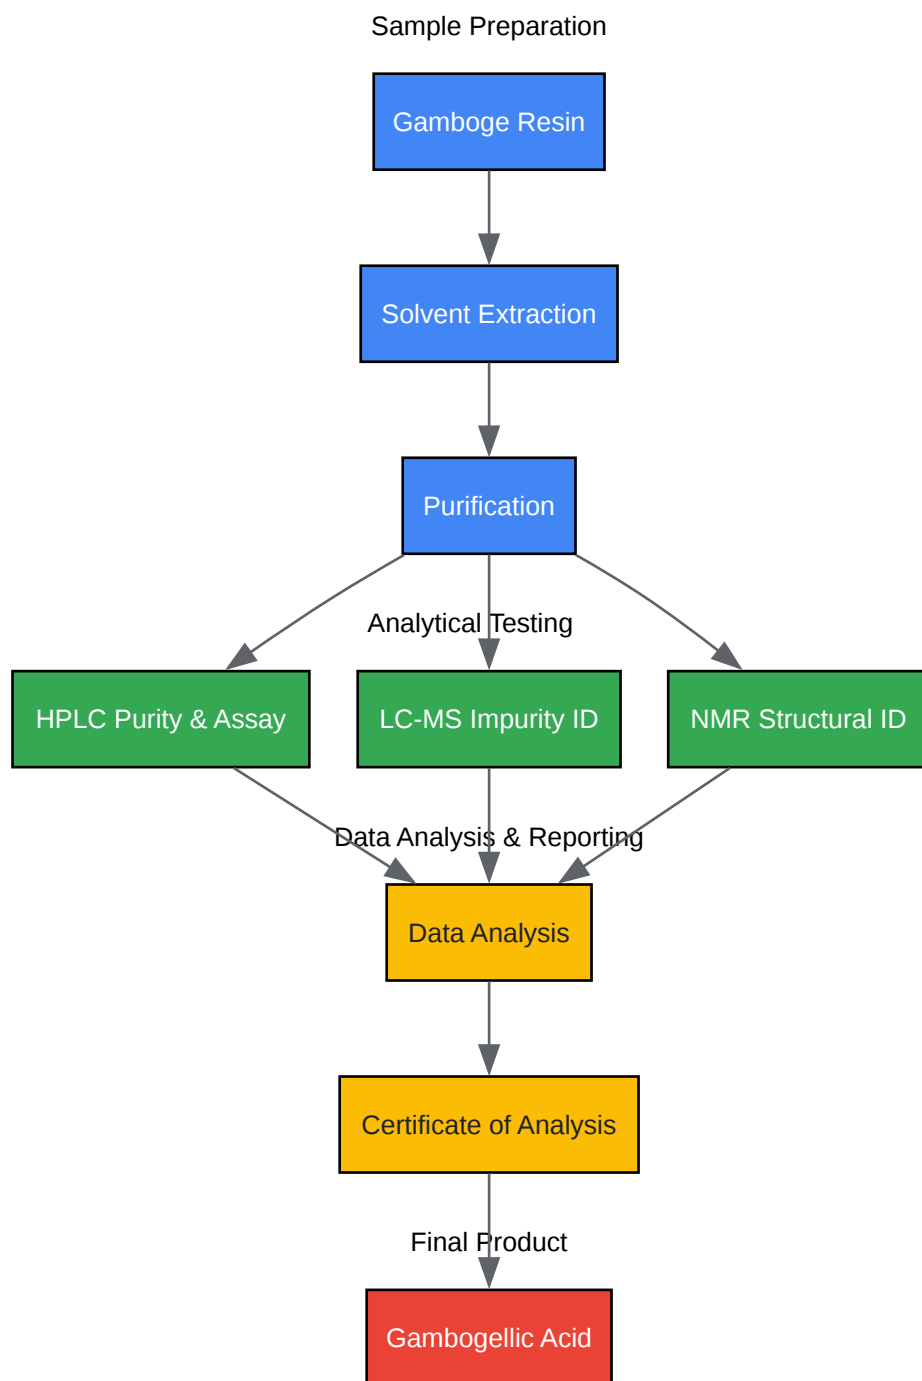 Sample Preparation
Gamboge Resin
Solvent Extraction
Purification
Analytical Testing
HPLC Purity & Assay
LC-MS Impurity ID
NMR Structural ID
Data Analysis & Reporting
Data Analysis
Certificate of Analysis
Final Product
Gambogellic Acid